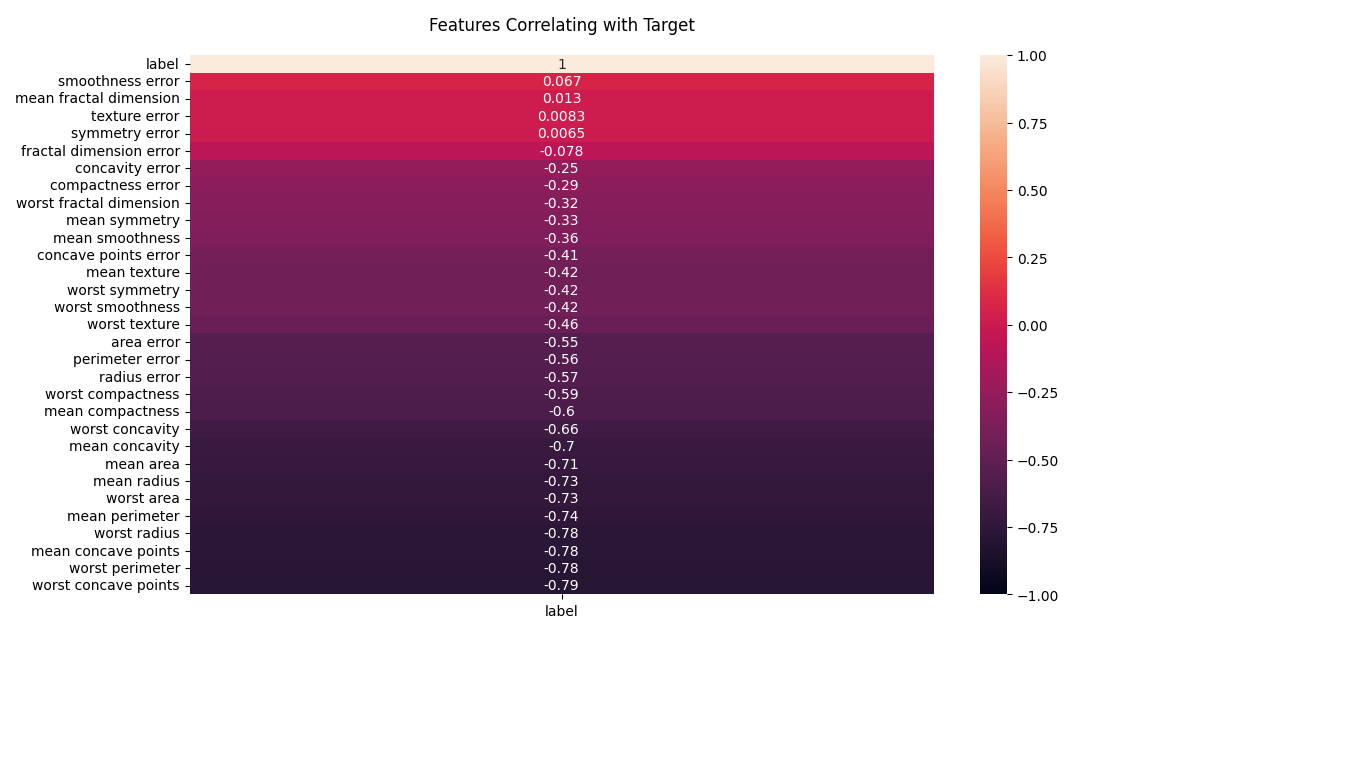 Features Correlating with Target
label 1
smoothness error 0.067
mean fractal dimension 0.013
texture error 0.0083
symmetry error 0.0065
fractal dimension error -0.078
concavity error -0.25
compactness error -0.29
worst fractal dimension -0.32
mean symmetry -0.33
mean smoothness -0.36
concave points error -0.41
mean texture -0.42
worst symmetry -0.42
worst smoothness -0.42
worst texture -0.46
area error -0.55
perimeter error -0.56
radius error -0.57
worst compactness -0.59
mean compactness -0.6
worst concavity -0.66
mean concavity -0.7
mean area -0.71
mean radius -0.73
worst area -0.73
mean perimeter -0.74
worst radius -0.78
mean concave points -0.78
worst perimeter -0.78
worst concave points -0.79
label
1.00
0.75
0.50
0.25
0.00
−0.25
−0.50
−0.75
−1.00